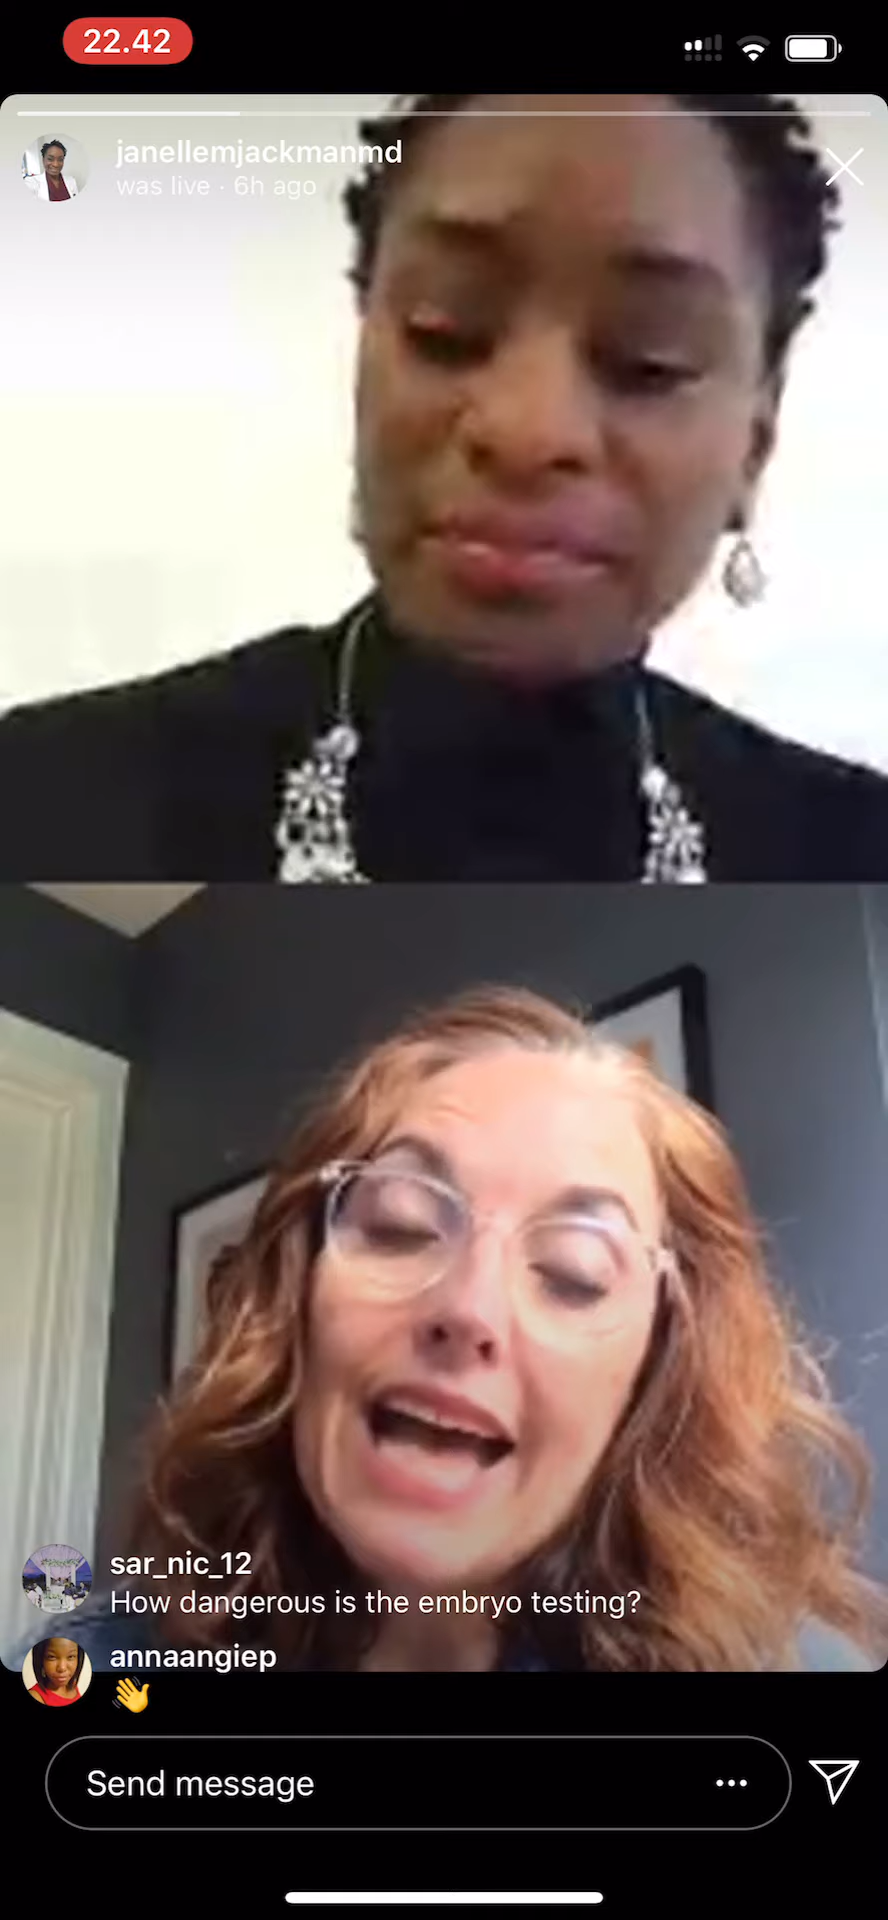 22.42
janellemjackmanmd
was live · 6h ago
sar_nic_12
How dangerous is the embryo testing?
annaangiep
👋
Send message